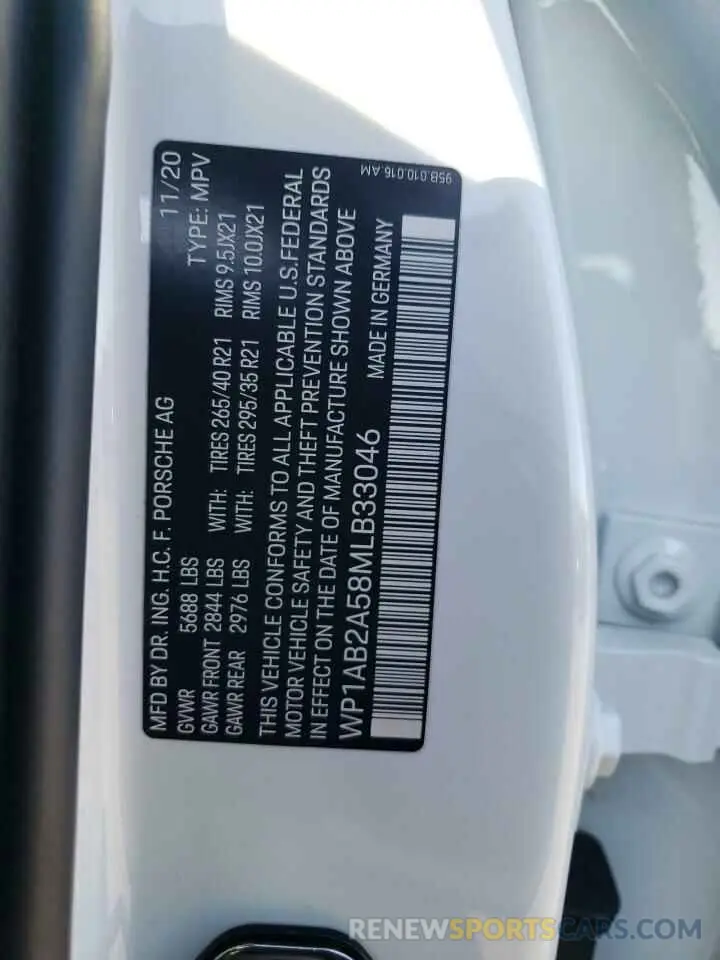 MFD BY DR. ING. H.C. F. PORSCHE AG 11/20
GVWR 5688 LBS TYPE: MPV
GAWR FRONT 2844 LBS WITH: TIRES 265/40 R21 RIMS 9.5JX21
GAWR REAR 2976 LBS WITH: TIRES 295/35 R21 RIMS 10.0JX21
THIS VEHICLE CONFORMS TO ALL APPLICABLE U.S. FEDERAL
MOTOR VEHICLE SAFETY AND THEFT PREVENTION STANDARDS
IN EFFECT ON THE DATE OF MANUFACTURE SHOWN ABOVE
WP1AB2A58MLB33046 MADE IN GERMANY
95B.010.016.AM
RENEWSPORTSCARS.COM